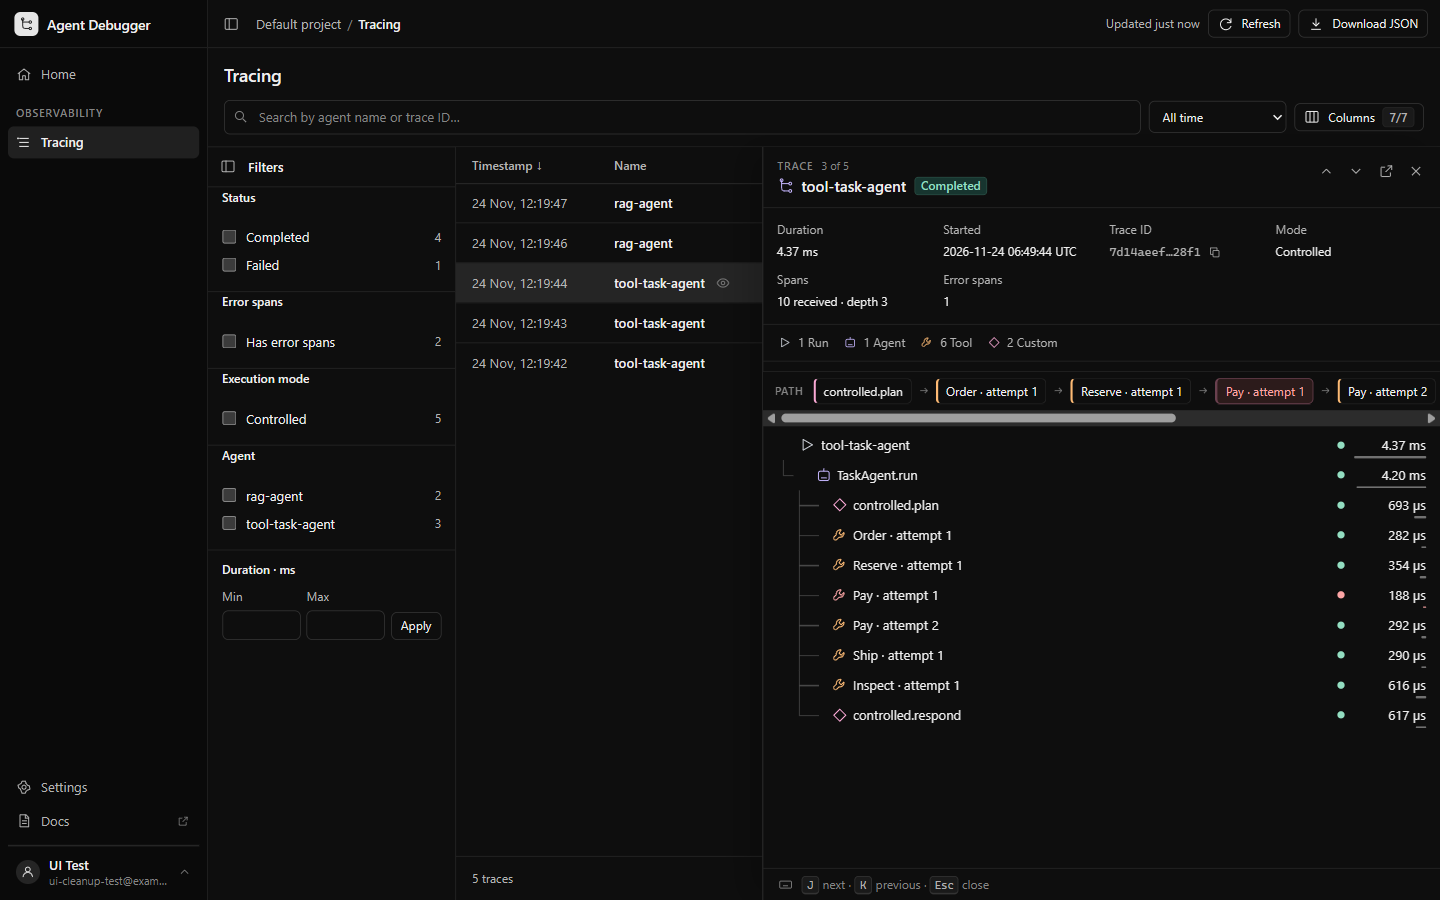 Agent Debugger
Default project / Tracing
Updated just now
Refresh
Download JSON
Home
OBSERVABILITY
Tracing
Settings
Docs
UI Test
ui-cleanup-test@exam...
Tracing
Search by agent name or trace ID...
All time
Columns 7/7
Filters
Status
Completed 4
Failed 1
Error spans
Has error spans 2
Execution mode
Controlled 5
Agent
rag-agent 2
tool-task-agent 3
Duration · ms
Min Max
Apply
Timestamp ↓ Name
24 Nov, 12:19:47 rag-agent
24 Nov, 12:19:46 rag-agent
24 Nov, 12:19:44 tool-task-agent
24 Nov, 12:19:43 tool-task-agent
24 Nov, 12:19:42 tool-task-agent
5 traces
TRACE 3 of 5
tool-task-agent Completed
Duration Started Trace ID Mode
4.37 ms 2026-11-24 06:49:44 UTC 7d14aeef…28f1 Controlled
Spans Error spans
10 received · depth 3 1
1 Run 1 Agent 6 Tool 2 Custom
PATH controlled.plan → Order · attempt 1 → Reserve · attempt 1 → Pay · attempt 1 → Pay · attempt 2
tool-task-agent 4.37 ms
TaskAgent.run 4.20 ms
controlled.plan 693 µs
Order · attempt 1 282 µs
Reserve · attempt 1 354 µs
Pay · attempt 1 188 µs
Pay · attempt 2 292 µs
Ship · attempt 1 290 µs
Inspect · attempt 1 616 µs
controlled.respond 617 µs
J next · K previous · Esc close